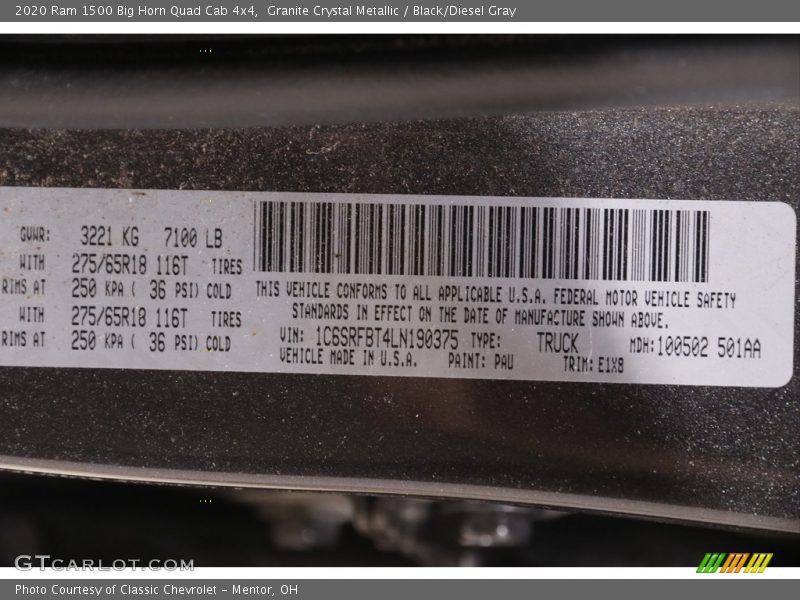 2020 Ram 1500 Big Horn Quad Cab 4x4,  Granite Crystal Metallic / Black/Diesel Gray
GVWR: 3221 KG 7100 LB
WITH 275/65R18 116T TIRES
RIMS AT 250 KPA ( 36 PSI) COLD
WITH 275/65R18 116T TIRES
RIMS AT 250 KPA ( 36 PSI) COLD
THIS VEHICLE CONFORMS TO ALL APPLICABLE U.S.A. FEDERAL MOTOR VEHICLE SAFETY
STANDARDS IN EFFECT ON THE DATE OF MANUFACTURE SHOWN ABOVE.
VIN: 1C6SRFBT4LN190375 TYPE: TRUCK MDH:100502 501AA
VEHICLE MADE IN U.S.A. PAINT: PAU TRIM: E1X8
GTCARLOT.COM
Photo Courtesy of Classic Chevrolet - Mentor, OH